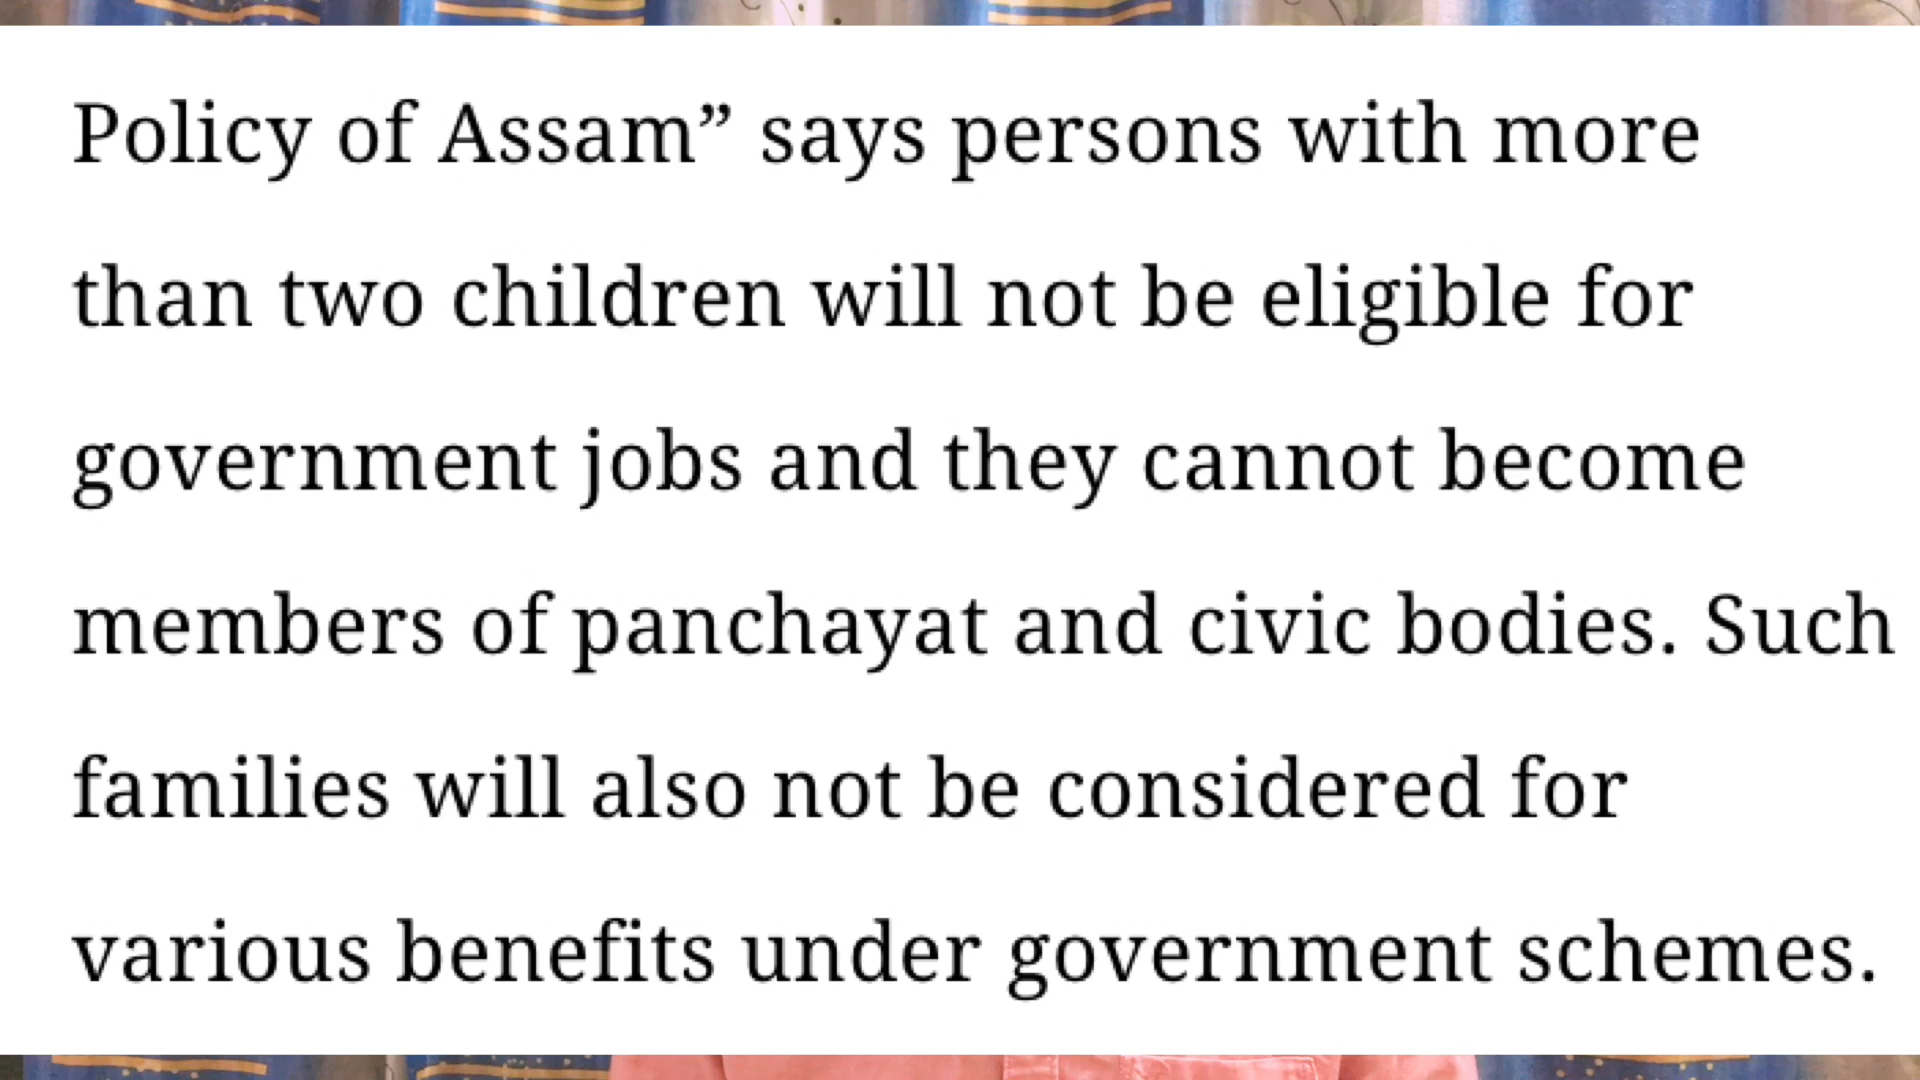 Policy of Assam” says persons with more
than two children will not be eligible for
government jobs and they cannot become
members of panchayat and civic bodies. Such
families will also not be considered for
various benefits under government schemes.